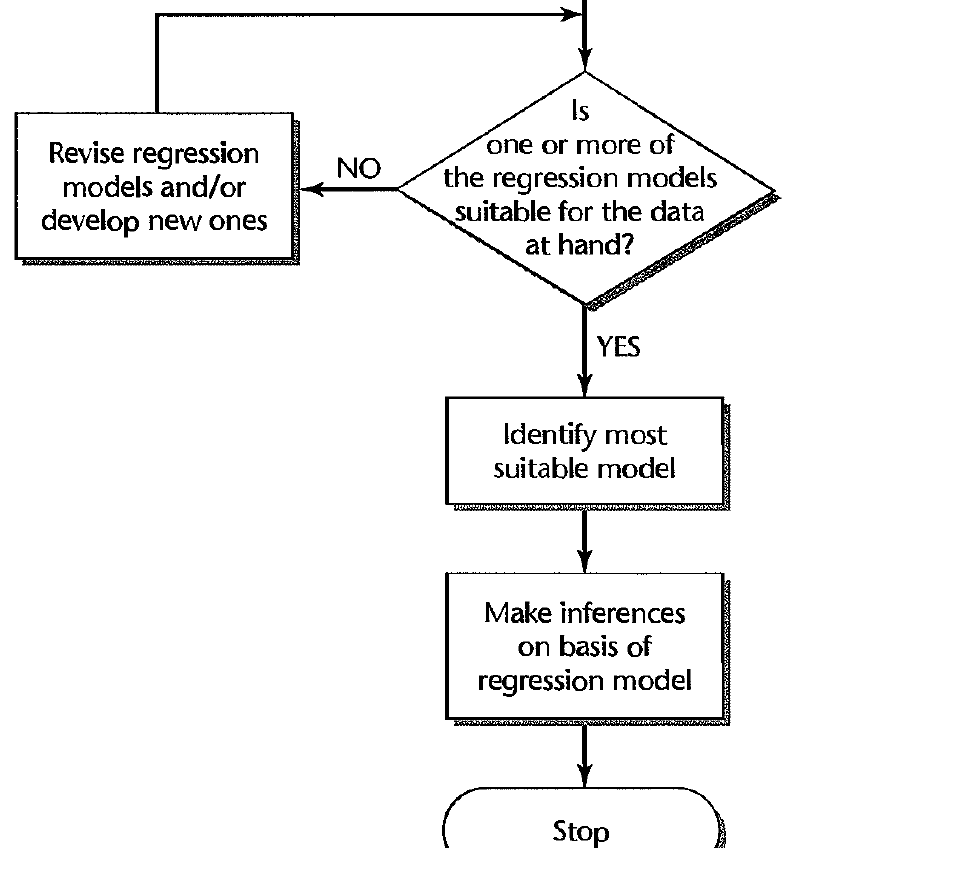 Is
one or more of
the regression models
suitable for the data
at hand?
NO
Revise regression
models and/or
develop new ones
YES
Identify most
suitable model
Make inferences
on basis of
regression model
Stop